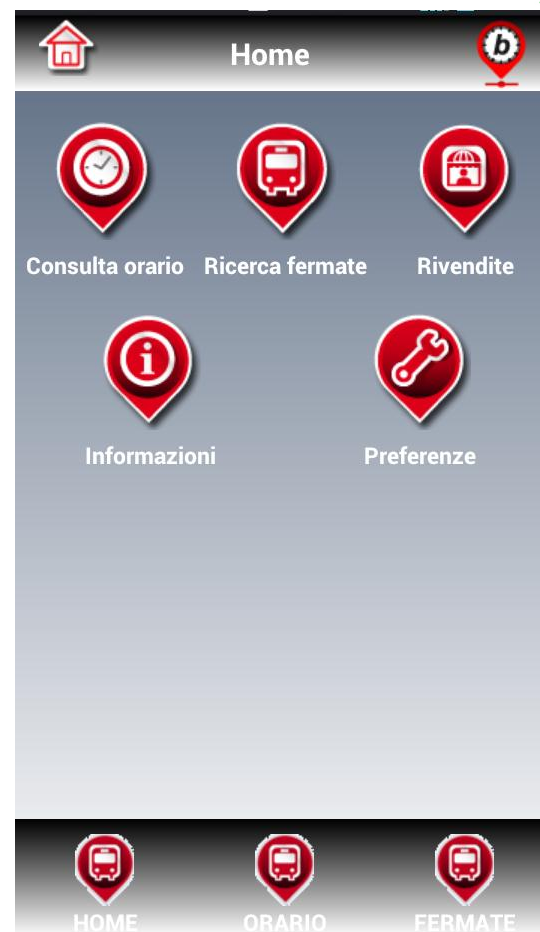 Home
b
Consulta orario Ricerca fermate Rivendite
Informazioni Preferenze
HOME ORARIO FERMATE